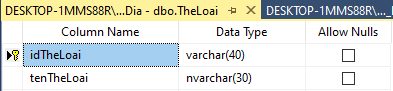 DESKTOP-1MMS88R\...Dia - dbo.TheLoai DESKTOP-1MMS88R\..._
Column Name Data Type Allow Nulls
idTheLoai varchar(40)
tenTheLoai nvarchar(30)